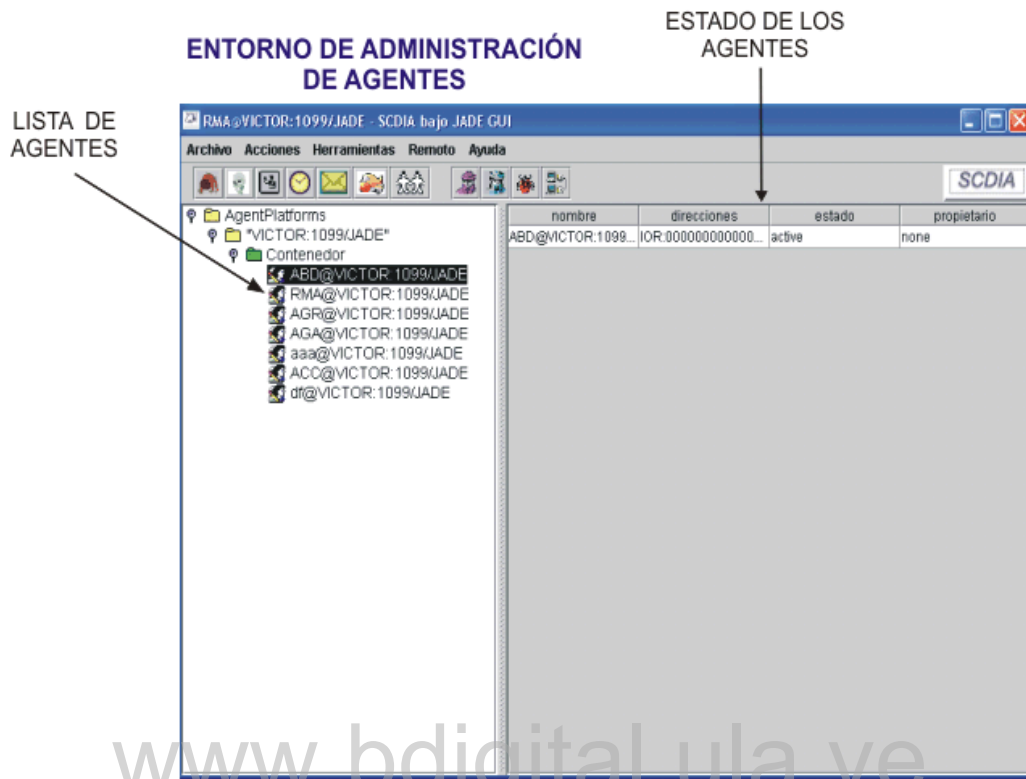 ESTADO DE LOS
AGENTES
ENTORNO DE ADMINISTRACIÓN
DE AGENTES
LISTA DE
AGENTES
RMA@VICTOR:1099/JADE - SCDIA bajo JADE GUI
Archivo Acciones Herramientas Remoto Ayuda
SCDIA
AgentPlatforms
"VICTOR:1099/JADE"
Contenedor
ABD@VICTOR:1099/JADE
RMA@VICTOR:1099/JADE
AGR@VICTOR:1099/JADE
AGA@VICTOR:1099/JADE
aaa@VICTOR:1099/JADE
ACC@VICTOR:1099/JADE
df@VICTOR:1099/JADE
nombre direcciones estado propietario
ABD@VICTOR:1099... IOR:000000000000... active none
www.bdigital.ula.ve